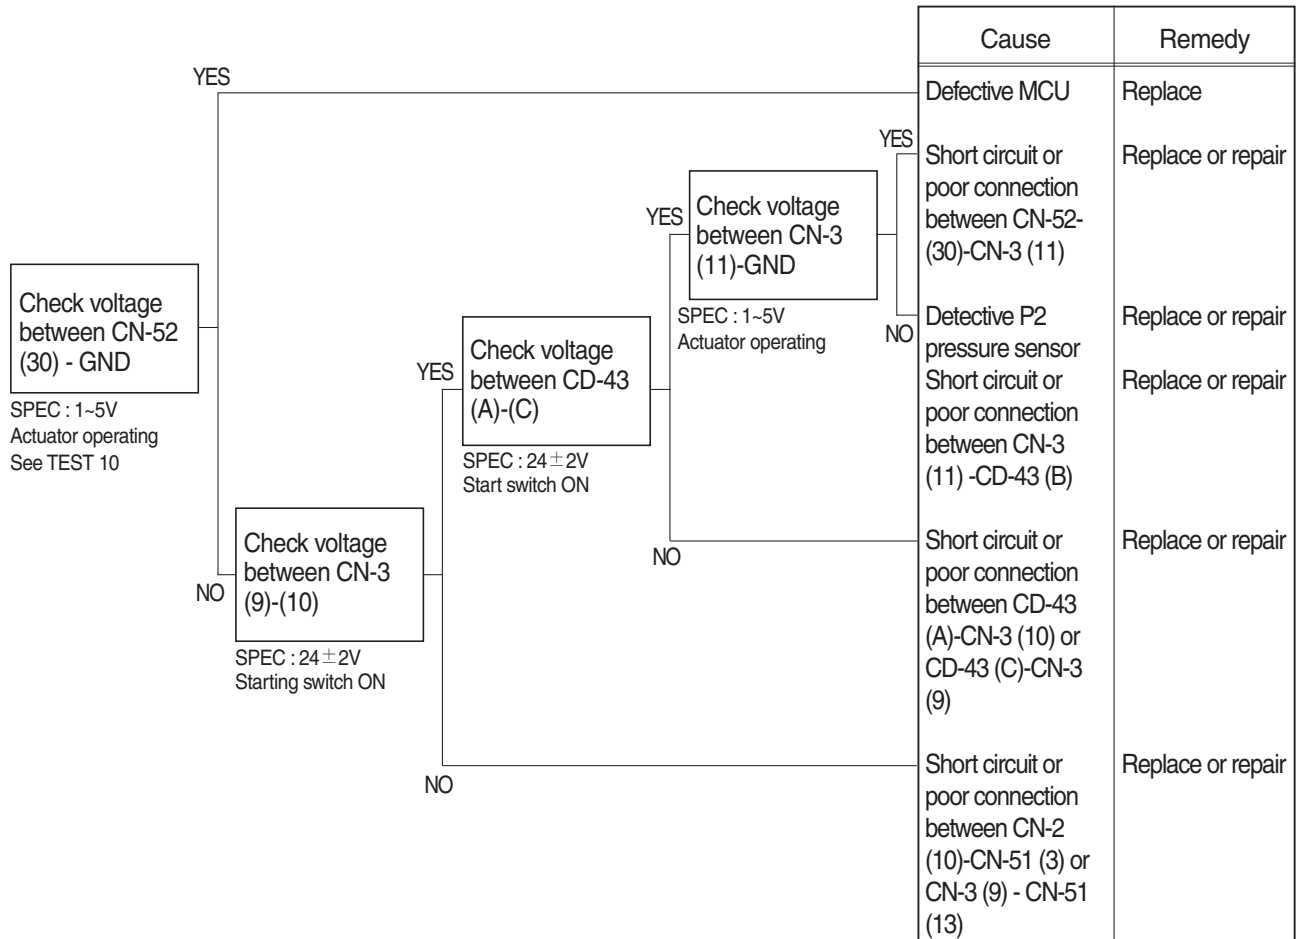 Cause
Remedy
YES
Defective MCU
Replace
YES
Short circuit or
poor connection
between CN-52-
(30)-CN-3 (11)
Replace or repair
YES
Check voltage
between CN-3
(11)-GND
SPEC : 1~5V
Actuator operating
NO
Detective P2
pressure sensor
Replace or repair
Short circuit or
poor connection
between CN-3
(11) -CD-43 (B)
Replace or repair
Check voltage
between CN-52
(30) - GND
SPEC : 1~5V
Actuator operating
See TEST 10
YES
Check voltage
between CD-43
(A)-(C)
SPEC : 24±2V
Start switch ON
NO
Short circuit or
poor connection
between CD-43
(A)-CN-3 (10) or
CD-43 (C)-CN-3
(9)
Replace or repair
NO
Check voltage
between CN-3
(9)-(10)
SPEC : 24±2V
Starting switch ON
NO
Short circuit or
poor connection
between CN-2
(10)-CN-51 (3) or
CN-3 (9) - CN-51
(13)
Replace or repair